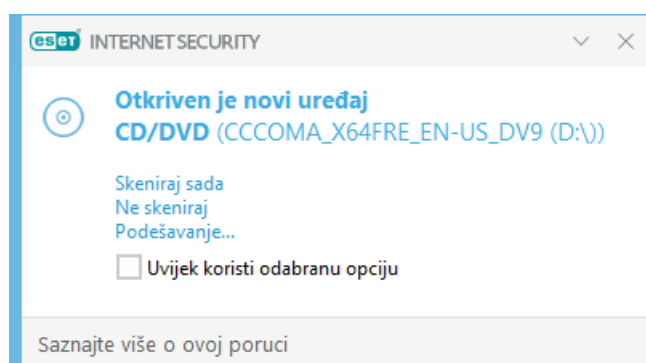 eset INTERNET SECURITY
Otkriven je novi uređaj
CD/DVD (CCCOMA_X64FRE_EN-US_DV9 (D:\))
Skeniraj sada
Ne skeniraj
Podešavanje...
Uvijek koristi odabranu opciju
Saznajte više o ovoj poruci